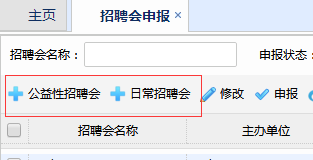 主页 招聘会申报 ×
招聘会名称： 申报状态：
公益性招聘会 日常招聘会 修改 申报
招聘会名称 主办单位